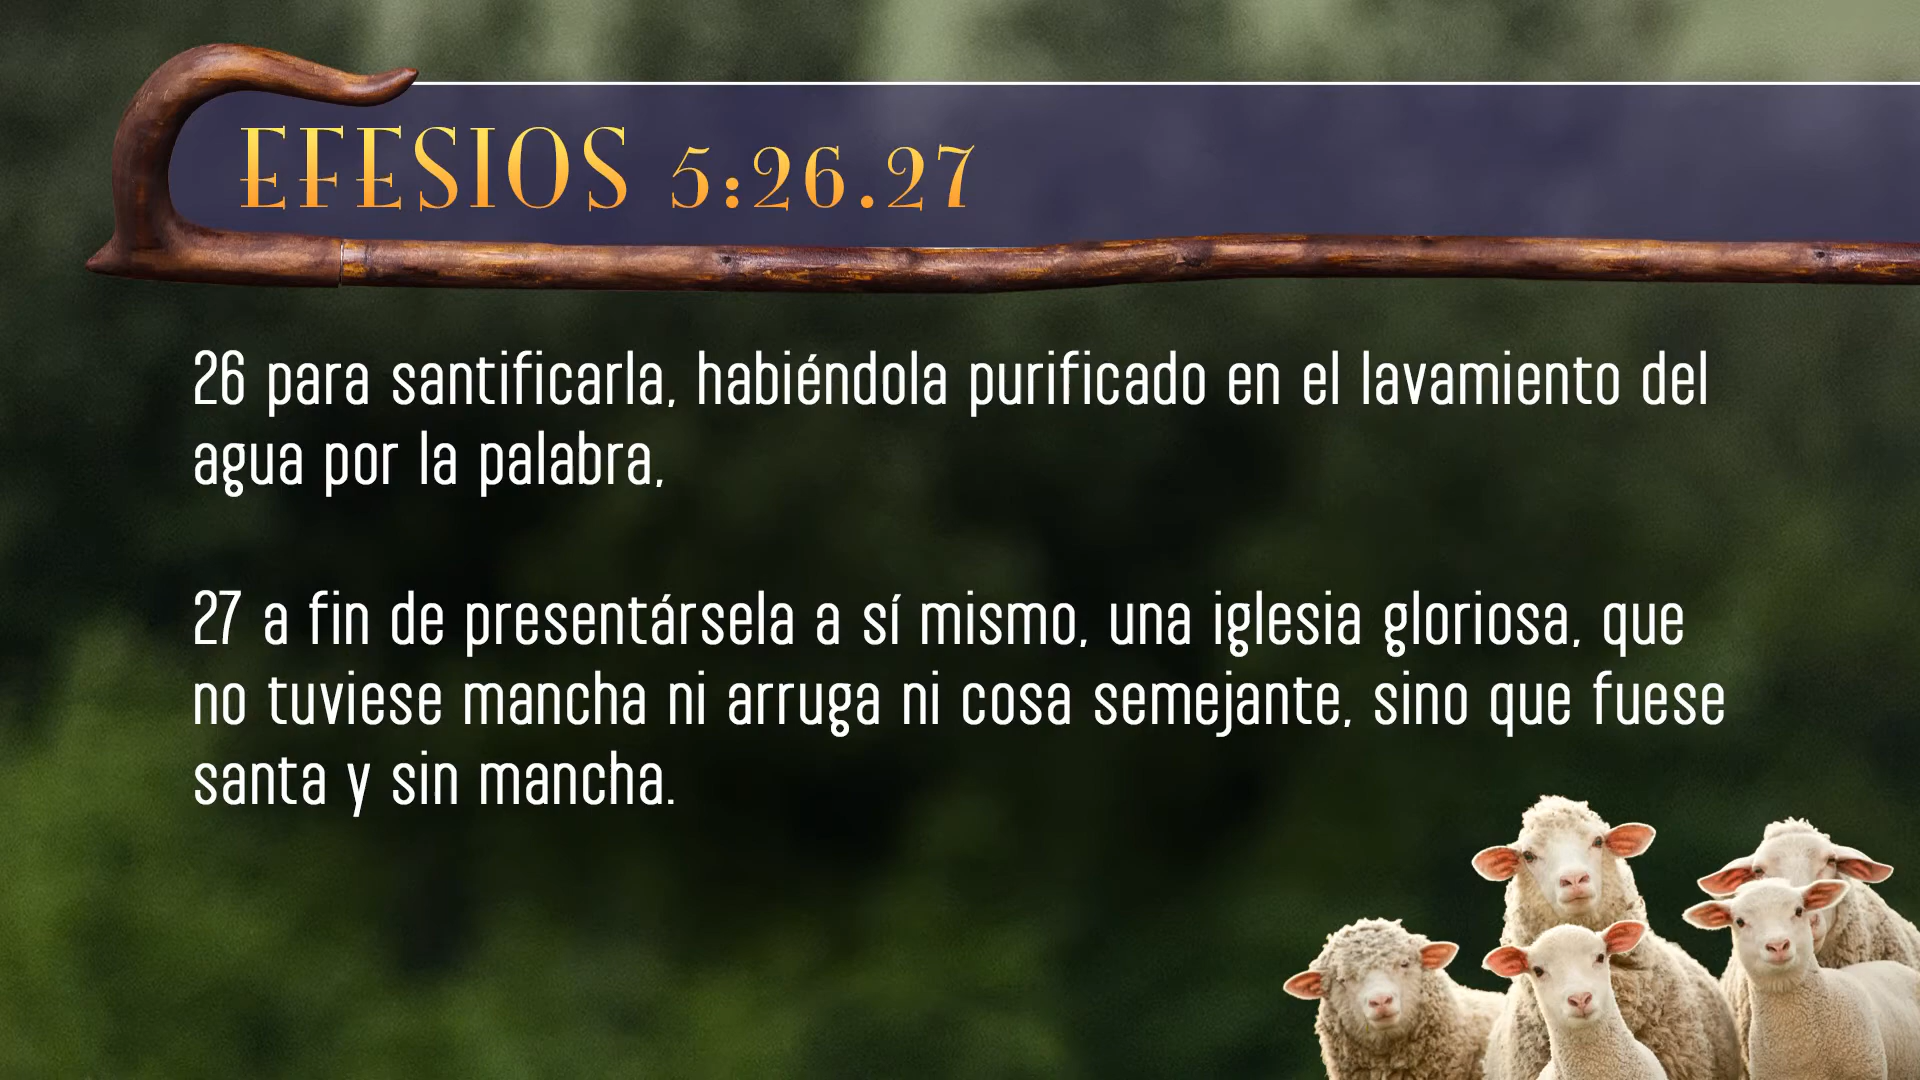 EFESIOS 5:26.27
26 para santificarla, habiéndola purificado en el lavamiento del
agua por la palabra,
27 a fin de presentársela a sí mismo, una iglesia gloriosa, que
no tuviese mancha ni arruga ni cosa semejante, sino que fuese
santa y sin mancha.